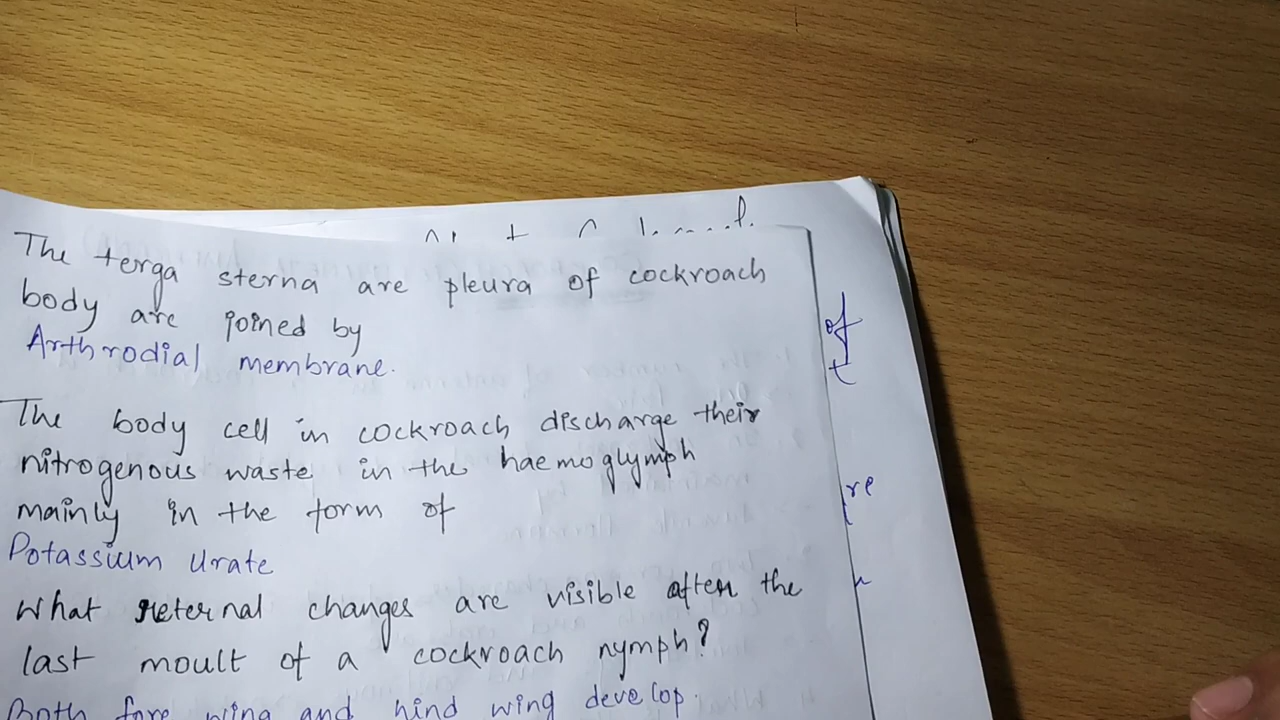 The terga sterna are pleura of cockroach
body are joined by
Arthrodial membrane.
The body cell in cockroach discharge their
nitrogenous waste in the haemoglymph
mainly in the form of
Potassium Urate
What changes are visible after the
last moult of a cockroach nymph?
Both fore wing and hind wing develop.
of
t
re